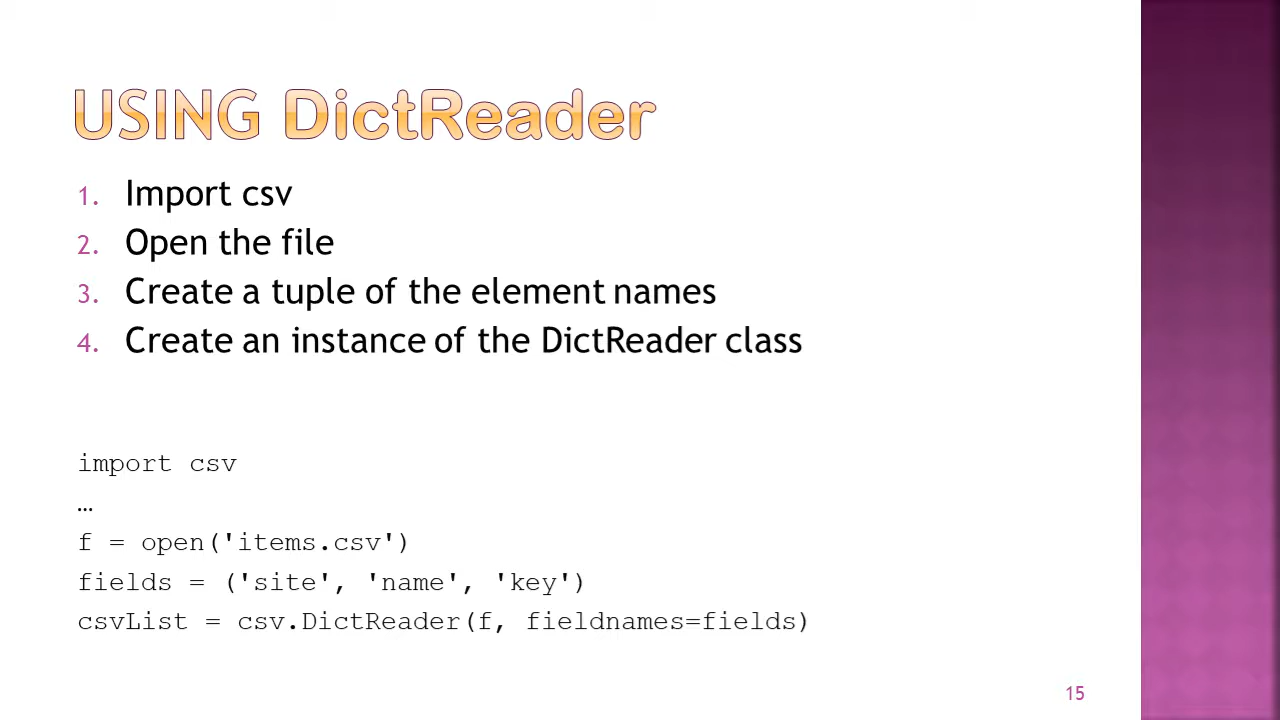 USING DictReader
1. Import csv
2. Open the file
3. Create a tuple of the element names
4. Create an instance of the DictReader class
import csv
…
f = open('items.csv')
fields = ('site', 'name', 'key')
csvList = csv.DictReader(f, fieldnames=fields)
15